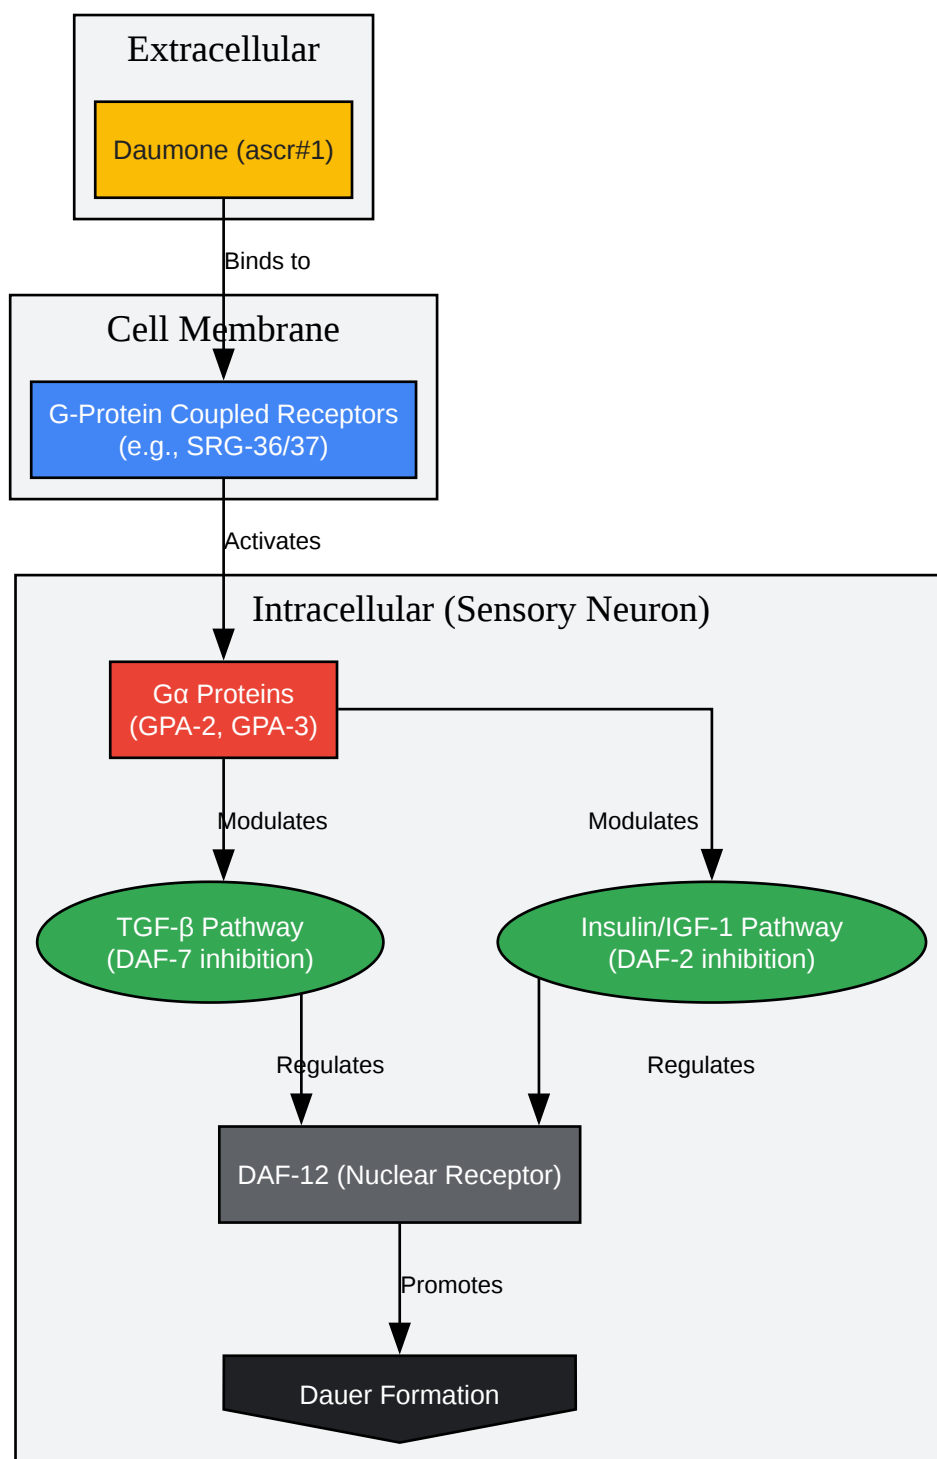 Extracellular
Daumone (ascr#1)
Binds to
Cell Membrane
G-Protein Coupled Receptors
(e.g., SRG-36/37)
Activates
Intracellular (Sensory Neuron)
Gα Proteins
(GPA-2, GPA-3)
Modulates
Modulates
TGF-β Pathway
(DAF-7 inhibition)
Insulin/IGF-1 Pathway
(DAF-2 inhibition)
Regulates
Regulates
DAF-12 (Nuclear Receptor)
Promotes
Dauer Formation